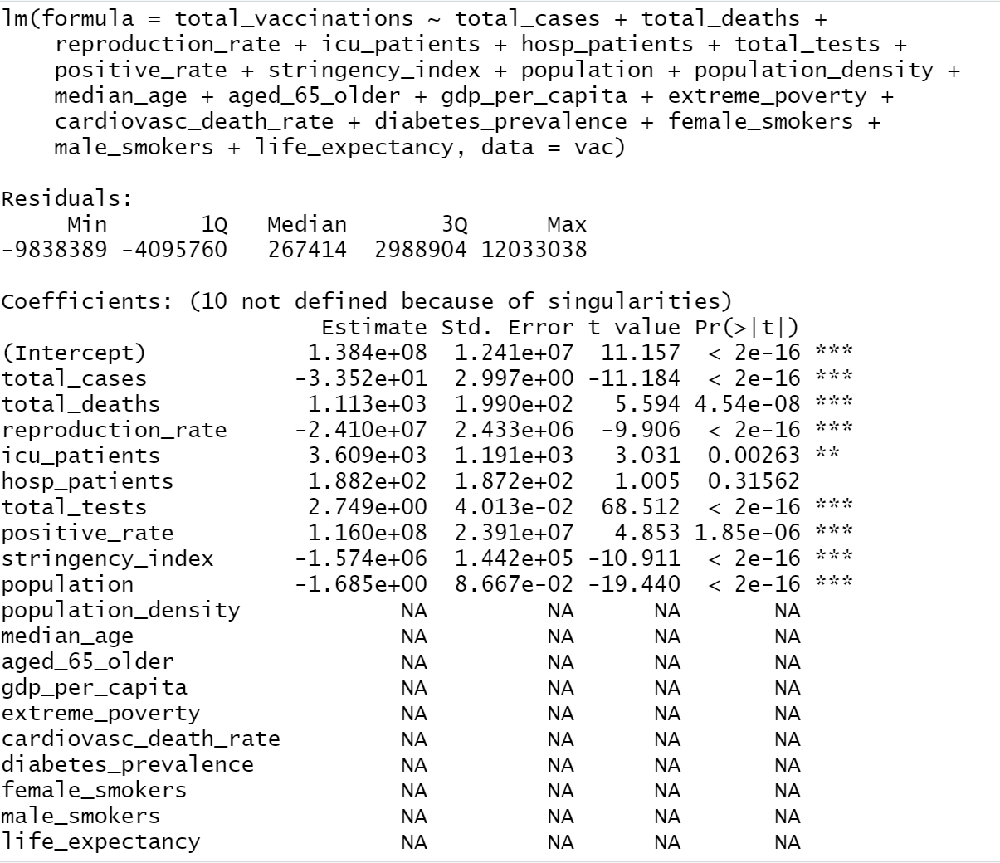 lm(formula = total_vaccinations ~ total_cases + total_deaths +
    reproduction_rate + icu_patients + hosp_patients + total_tests +
    positive_rate + stringency_index + population + population_density +
    median_age + aged_65_older + gdp_per_capita + extreme_poverty +
    cardiovasc_death_rate + diabetes_prevalence + female_smokers +
    male_smokers + life_expectancy, data = vac)

Residuals:
     Min       1Q   Median       3Q      Max
-9838389 -4095760   267414  2988904 12033038

Coefficients: (10 not defined because of singularities)
                        Estimate Std. Error t value Pr(>|t|)
(Intercept)            1.384e+08  1.241e+07  11.157  < 2e-16 ***
total_cases           -3.352e+01  2.997e+00 -11.184  < 2e-16 ***
total_deaths           1.113e+03  1.990e+02   5.594 4.54e-08 ***
reproduction_rate     -2.410e+07  2.433e+06  -9.906  < 2e-16 ***
icu_patients           3.609e+03  1.191e+03   3.031  0.00263 **
hosp_patients          1.882e+02  1.872e+02   1.005  0.31562
total_tests            2.749e+00  4.013e-02  68.512  < 2e-16 ***
positive_rate          1.160e+08  2.391e+07   4.853 1.85e-06 ***
stringency_index      -1.574e+06  1.442e+05 -10.911  < 2e-16 ***
population            -1.685e+00  8.667e-02 -19.440  < 2e-16 ***
population_density            NA         NA      NA       NA
median_age                    NA         NA      NA       NA
aged_65_older                 NA         NA      NA       NA
gdp_per_capita                NA         NA      NA       NA
extreme_poverty               NA         NA      NA       NA
cardiovasc_death_rate         NA         NA      NA       NA
diabetes_prevalence           NA         NA      NA       NA
female_smokers                NA         NA      NA       NA
male_smokers                  NA         NA      NA       NA
life_expectancy               NA         NA      NA       NA